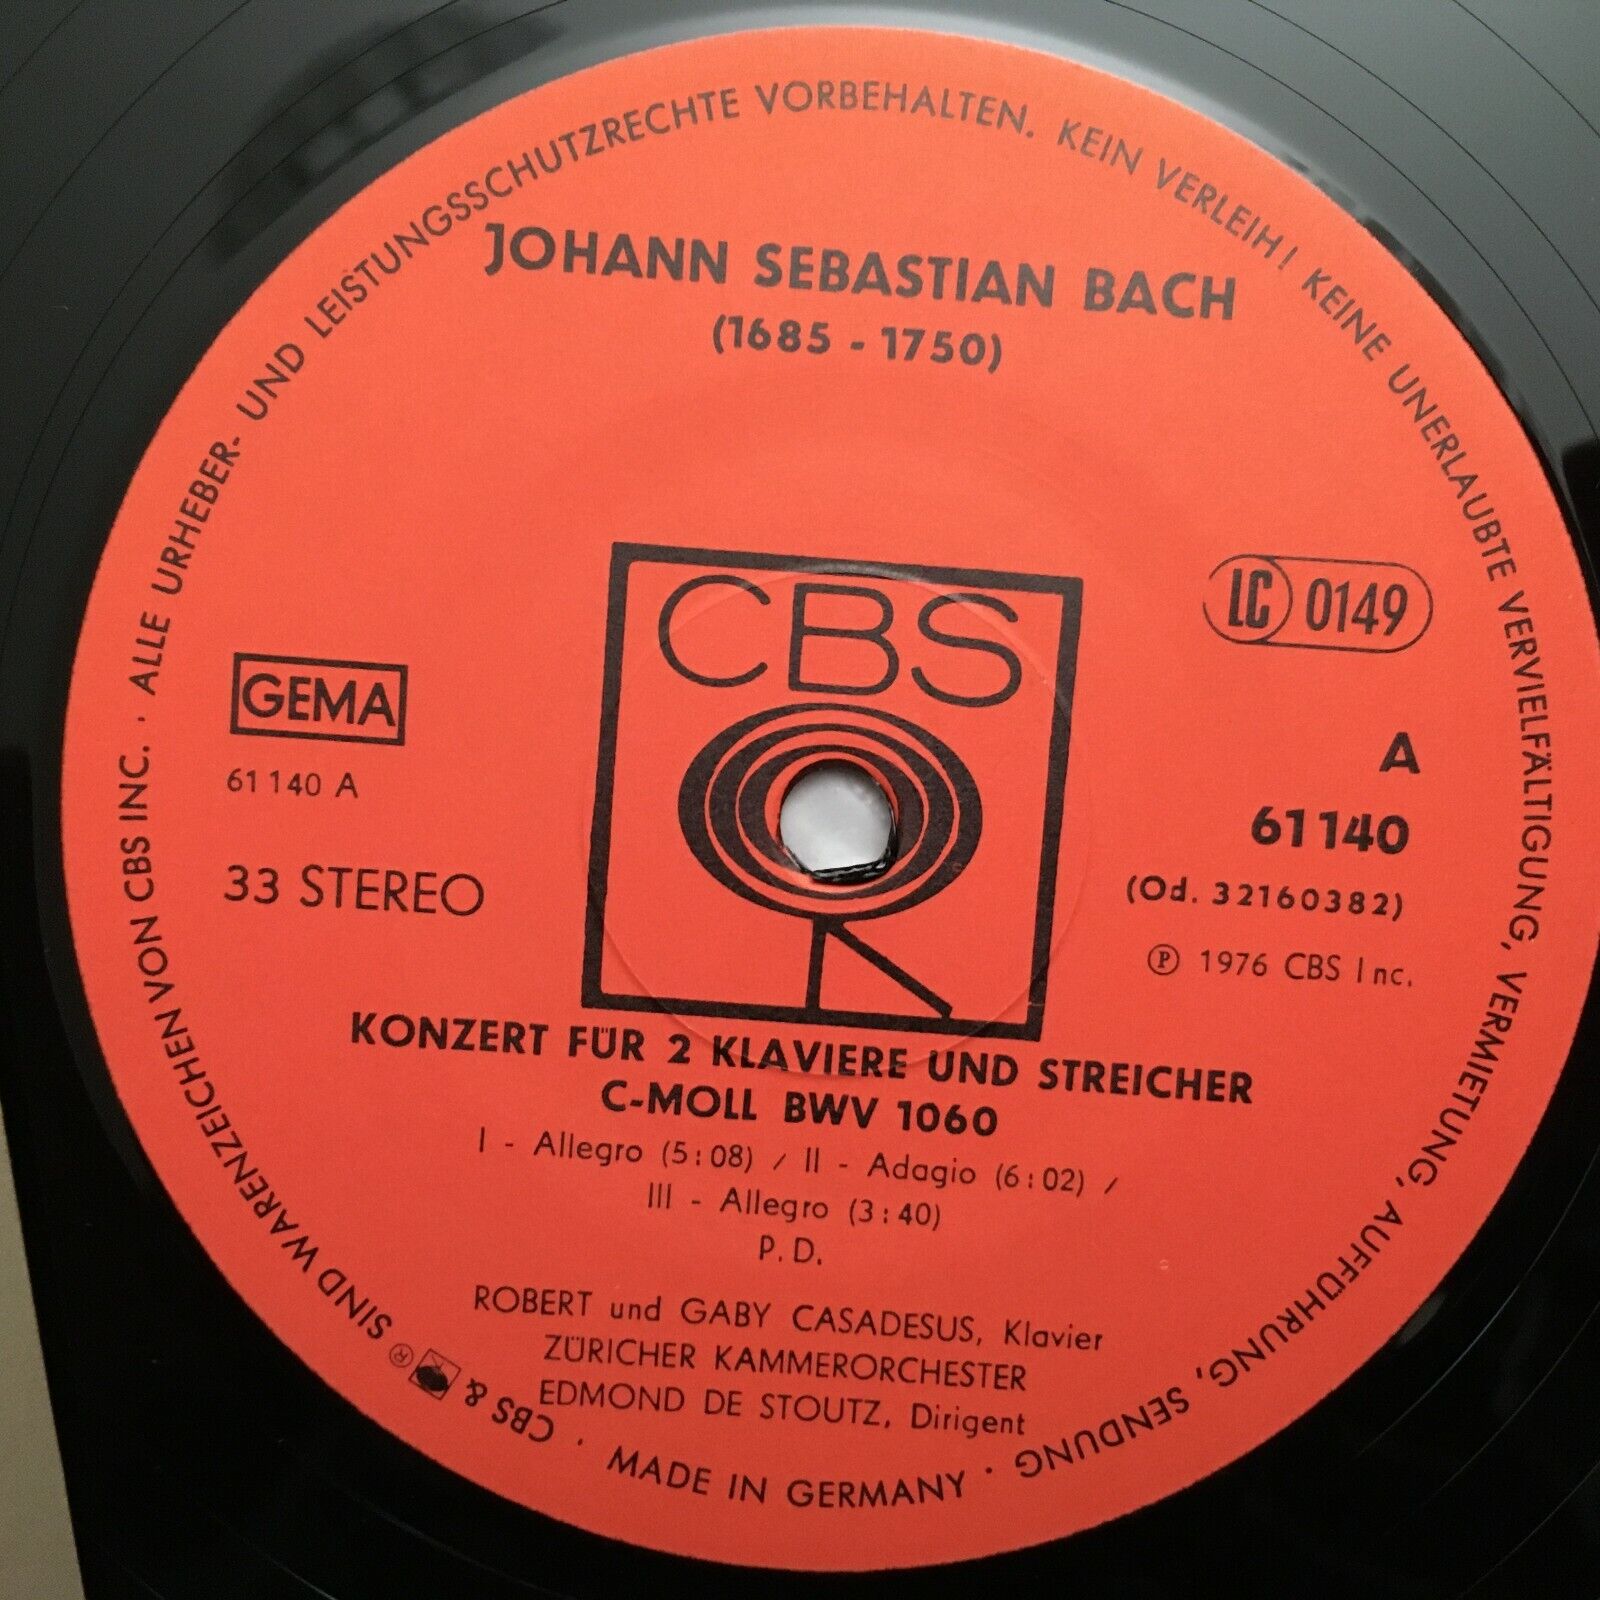 ALLE URHEBER- UND LEISTUNGSSCHUTZRECHTE VORBEHALTEN. KEIN VERLEIH! KEINE UNERLAUBTE VERVIELFÄLTIGUNG, VERMIETUNG, AUFFÜHRUNG, SENDUNG · MADE IN GERMANY · CBS & ® SIND WARENZEICHEN VON CBS INC. ·
JOHANN SEBASTIAN BACH
(1685 - 1750)
CBS
LC 0149
GEMA
61 140 A
33 STEREO
A
61 140
(Od. 32160382)
℗ 1976 CBS Inc.
KONZERT FÜR 2 KLAVIERE UND STREICHER
C-MOLL BWV 1060
I - Allegro (5:08) / II - Adagio (6:02) /
III - Allegro (3:40)
P.D.
ROBERT und GABY CASADESUS, Klavier
ZÜRICHER KAMMERORCHESTER
EDMOND DE STOUTZ, Dirigent